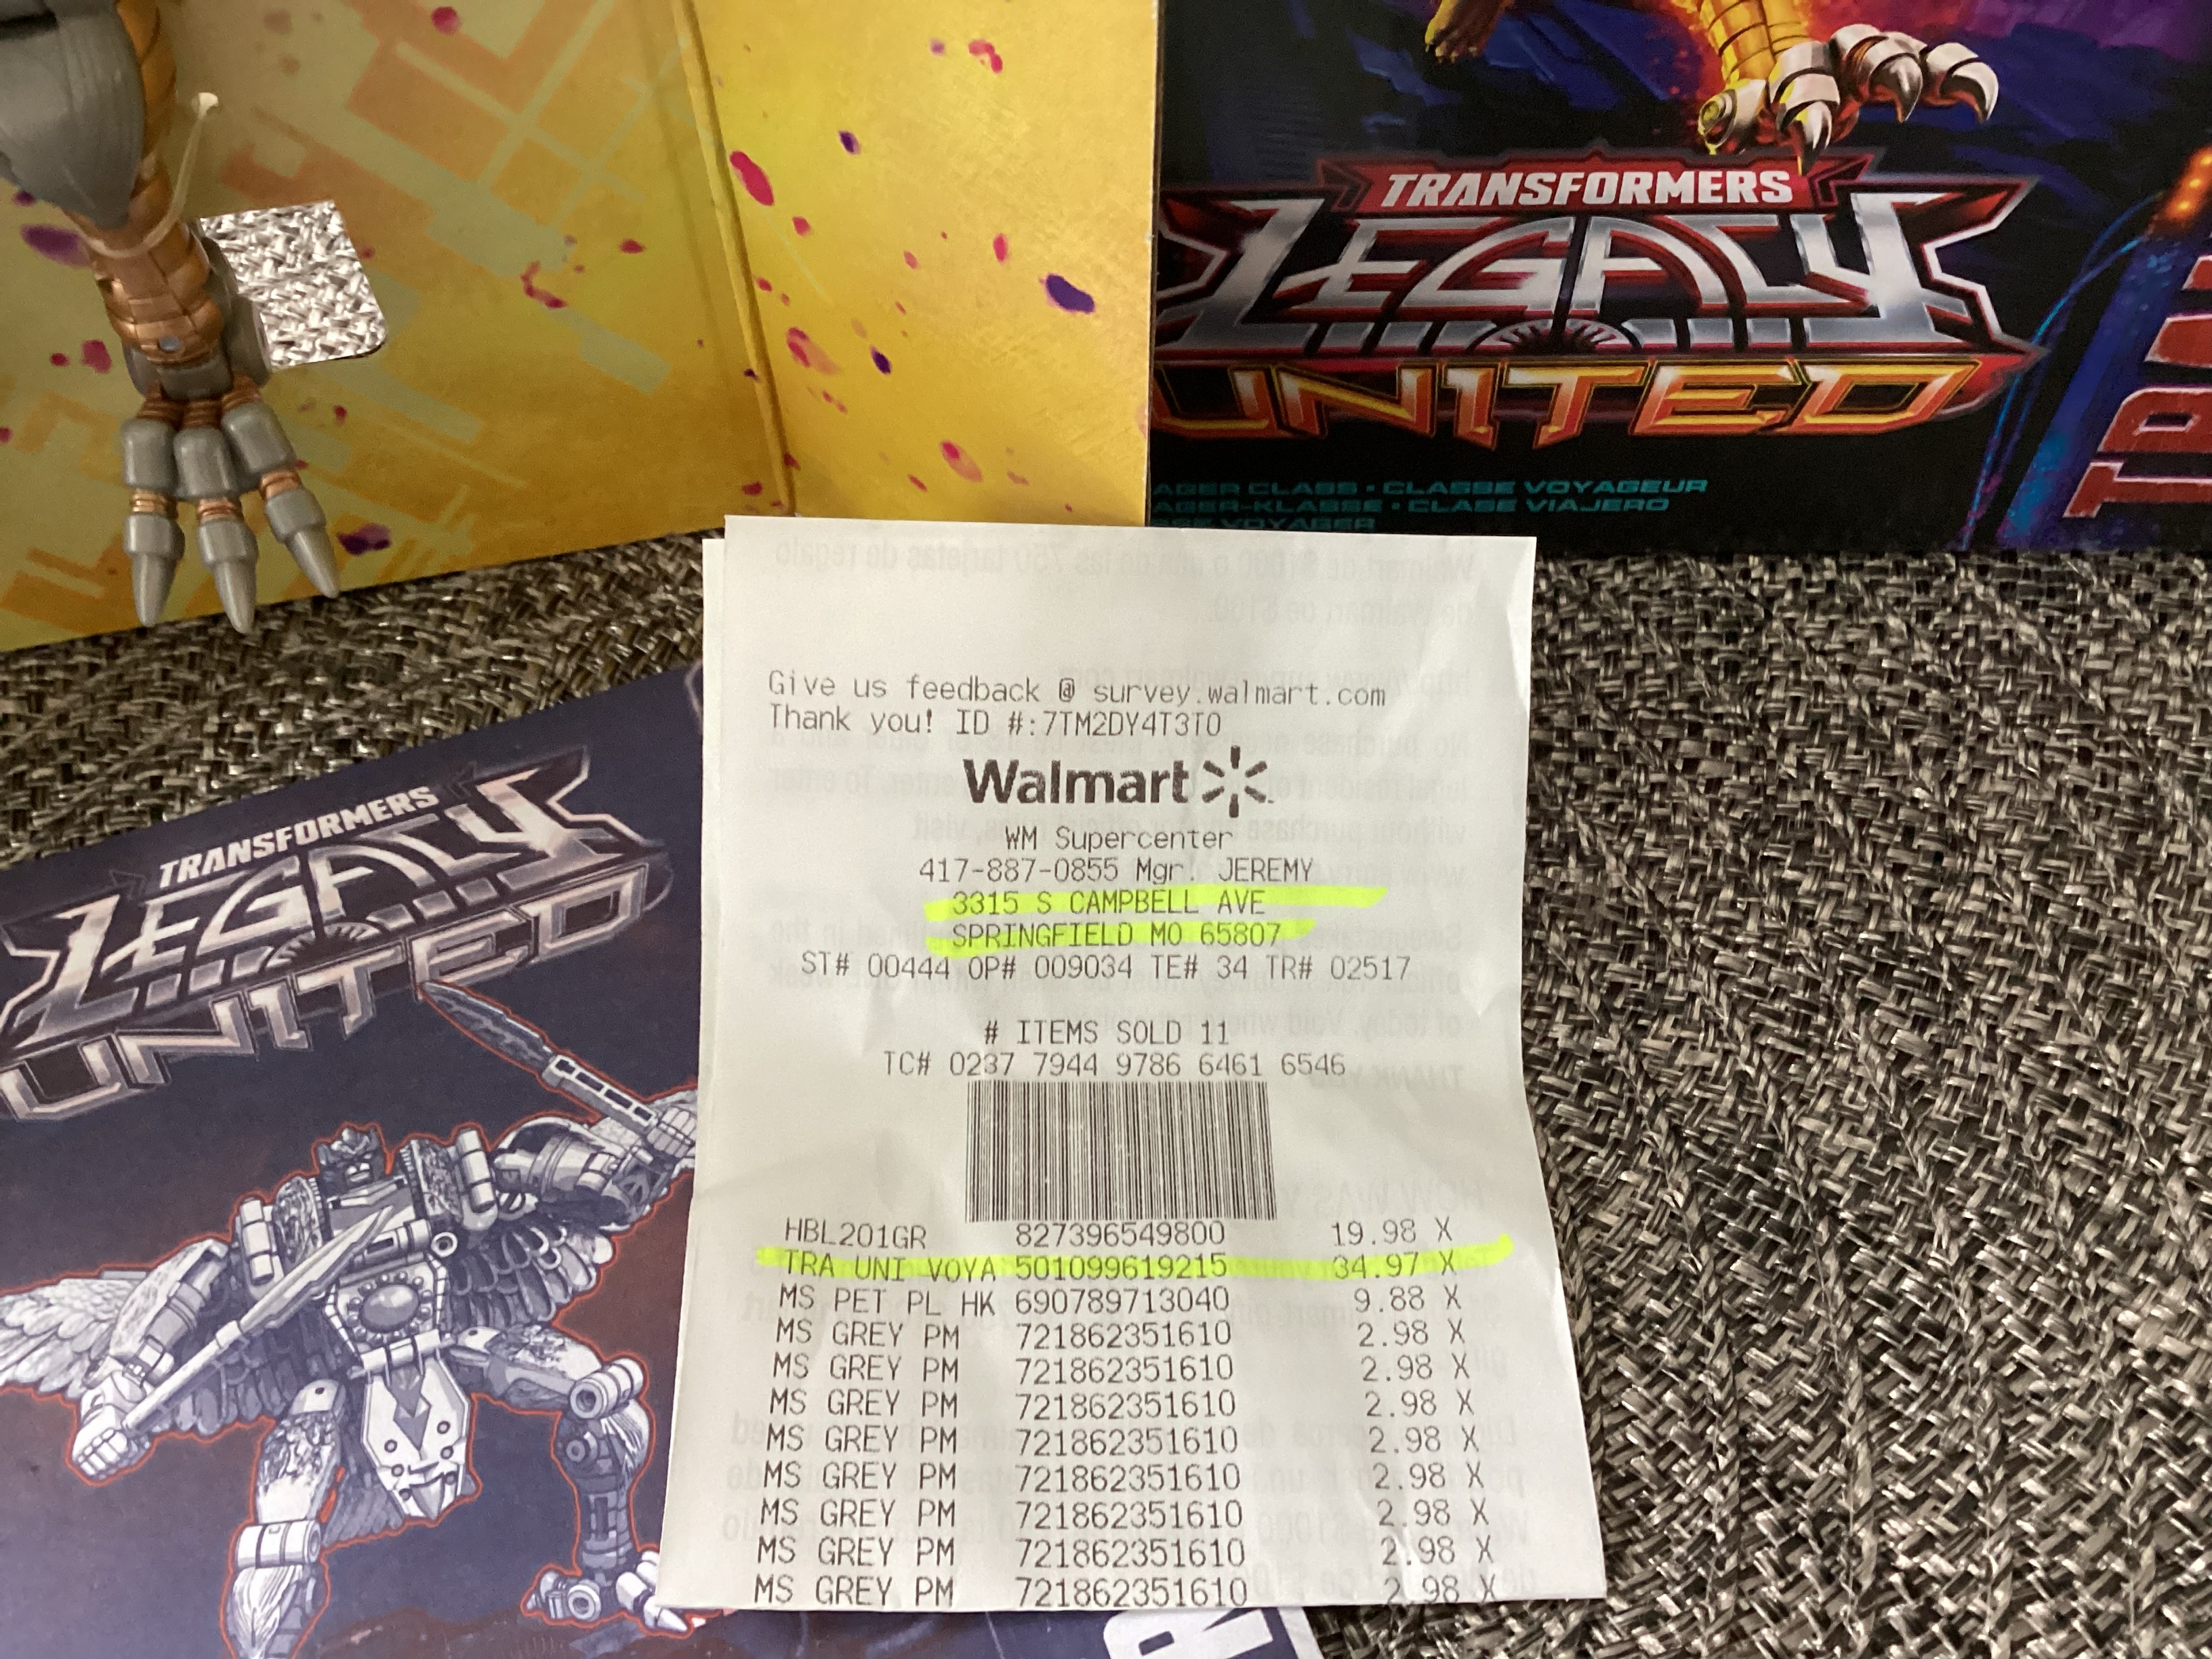 TRANSFORMERS
LEGACY
UNITED
CLASS • CLASSE VOYAGEUR
KLASSE • CLASE VIAJERO
VOYAGER
Give us feedback @ survey.walmart.com
Thank you! ID #:7TM2DY4T3T0
Walmart
WM Supercenter
417-887-0855 Mgr. JEREMY
3315 S CAMPBELL AVE
SPRINGFIELD MO 65807
ST# 00444 OP# 009034 TE# 34 TR# 02517
# ITEMS SOLD 11
TC# 0237 7944 9786 6461 6546
HBL201GR 827396549800 19.98 X
TRA UNI VOYA 501099619215 34.97 X
MS PET PL HK 690789713040 9.88 X
MS GREY PM 721862351610 2.98 X
MS GREY PM 721862351610 2.98 X
MS GREY PM 721862351610 2.98 X
MS GREY PM 721862351610 2.98 X
MS GREY PM 721862351610 2.98 X
MS GREY PM 721862351610 2.98 X
MS GREY PM 721862351610 2.98 X
MS GREY PM 721862351610 2.98 X
TRANSFORMERS
LEGACY
UNITED